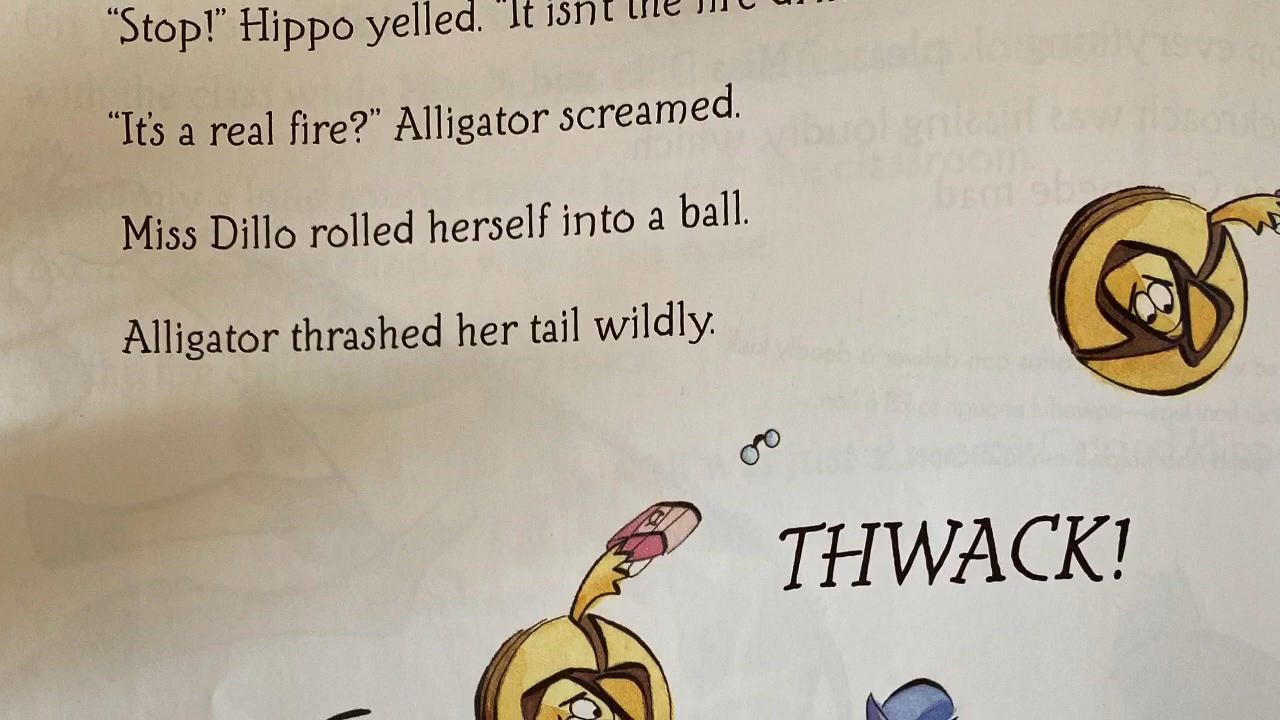 “Stop!” Hippo yelled. “It isn't the fire
“It's a real fire?” Alligator screamed.
Miss Dillo rolled herself into a ball.
Alligator thrashed her tail wildly.
THWACK!